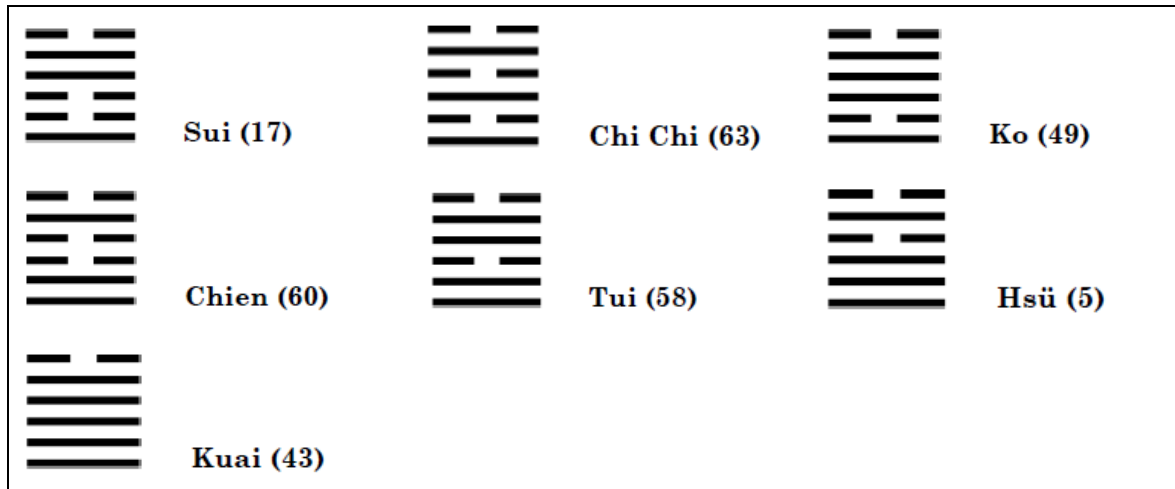 Sui (17)
Chi Chi (63)
Ko (49)
Chien (60)
Tui (58)
Hsü (5)
Kuai (43)